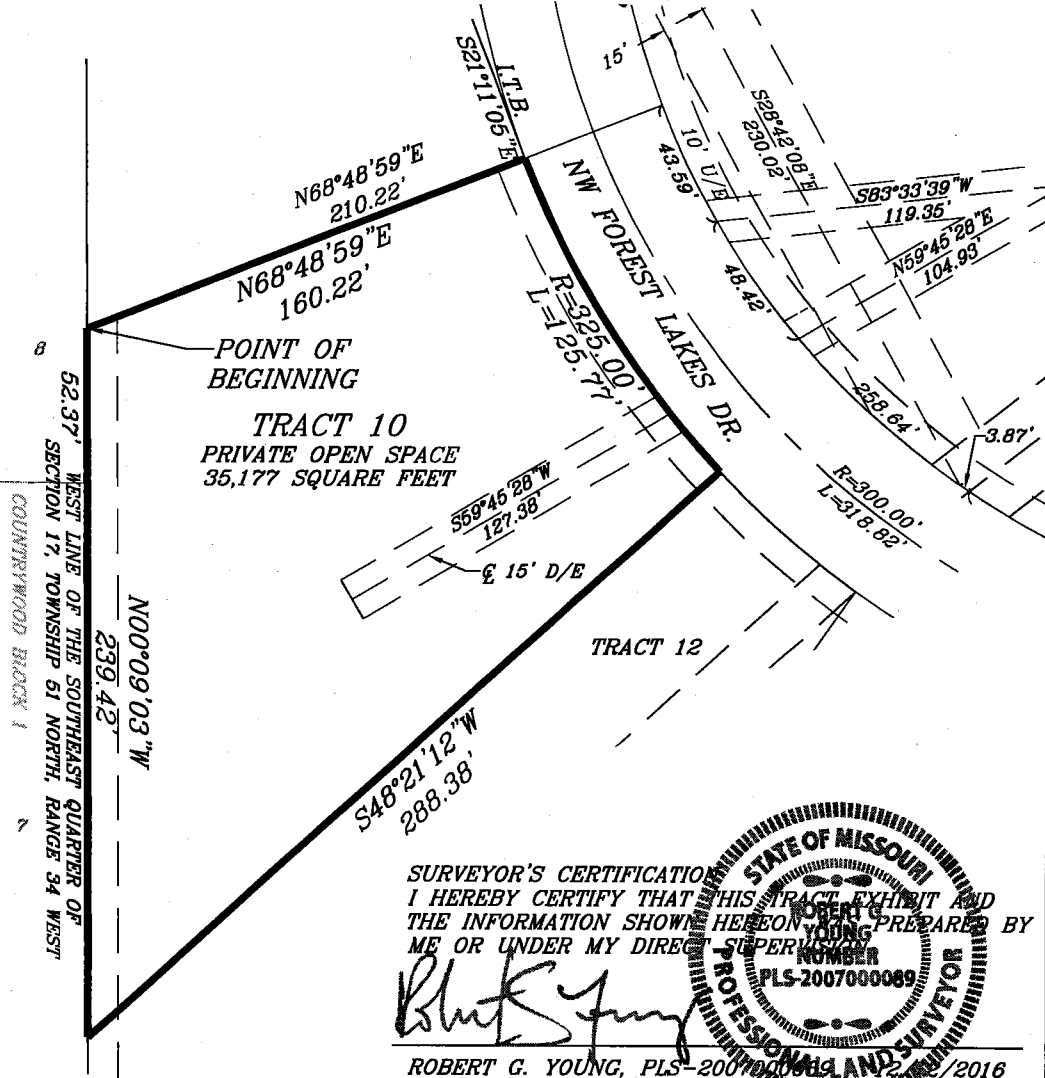 I.T.B.
S21°11'05"E
15'
S28°42'08"E
230.02'
10' U/E
43.59'
N68°48'59"E
210.22'
N68°48'59"E
160.22'
NW FOREST LAKES DR.
S83°33'39"W
119.35'
N59°45'28"E
104.93'
48.42'
R=325.00'
L=125.77'
POINT OF
BEGINNING
8
TRACT 10
PRIVATE OPEN SPACE
35,177 SQUARE FEET
258.64'
3.87'
R=300.00'
L=318.82'
S59°45'28"W
127.38'
℄ 15' D/E
TRACT 12
52.37'
WEST LINE OF THE SOUTHEAST QUARTER OF
SECTION 17, TOWNSHIP 51 NORTH, RANGE 34 WEST
COUNTRYWOOD BLOCK 1
7
N00°09'03"W
239.42'
S48°21'12"W
288.38'
SURVEYOR'S CERTIFICATION
I HEREBY CERTIFY THAT THIS TRACT EXHIBIT AND
THE INFORMATION SHOWN HEREON WAS PREPARED BY
ME OR UNDER MY DIRECT SUPERVISION.
STATE OF MISSOURI
ROBERT G
YOUNG
NUMBER
PLS-2007000089
PROFESSIONAL LAND SURVEYOR
ROBERT G. YOUNG, PLS-2007000089 /2016